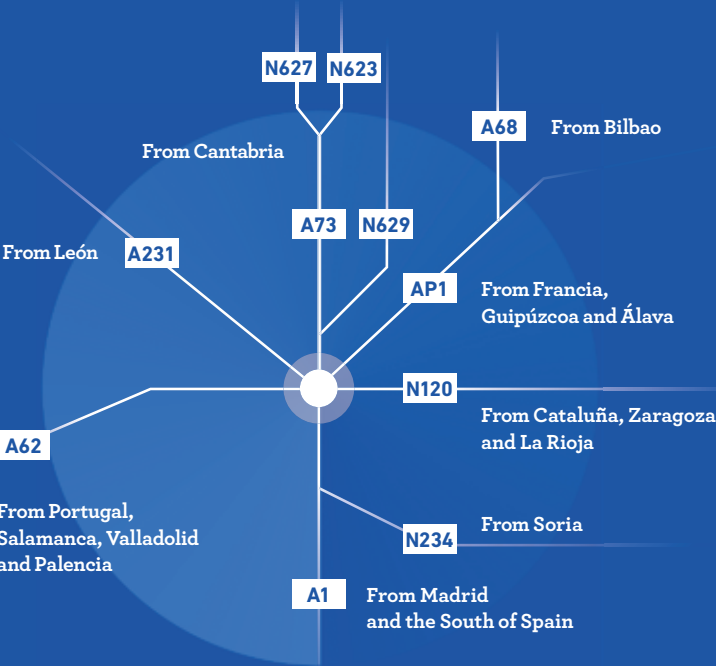 N627 N623
A68 From Bilbao
From Cantabria
A73 N629
From León A231
AP1 From Francia,
Guipúzcoa and Álava
N120
From Cataluña, Zaragoza
and La Rioja
A62
From Portugal,
Salamanca, Valladolid
and Palencia
From Soria
N234
A1 From Madrid
and the South of Spain